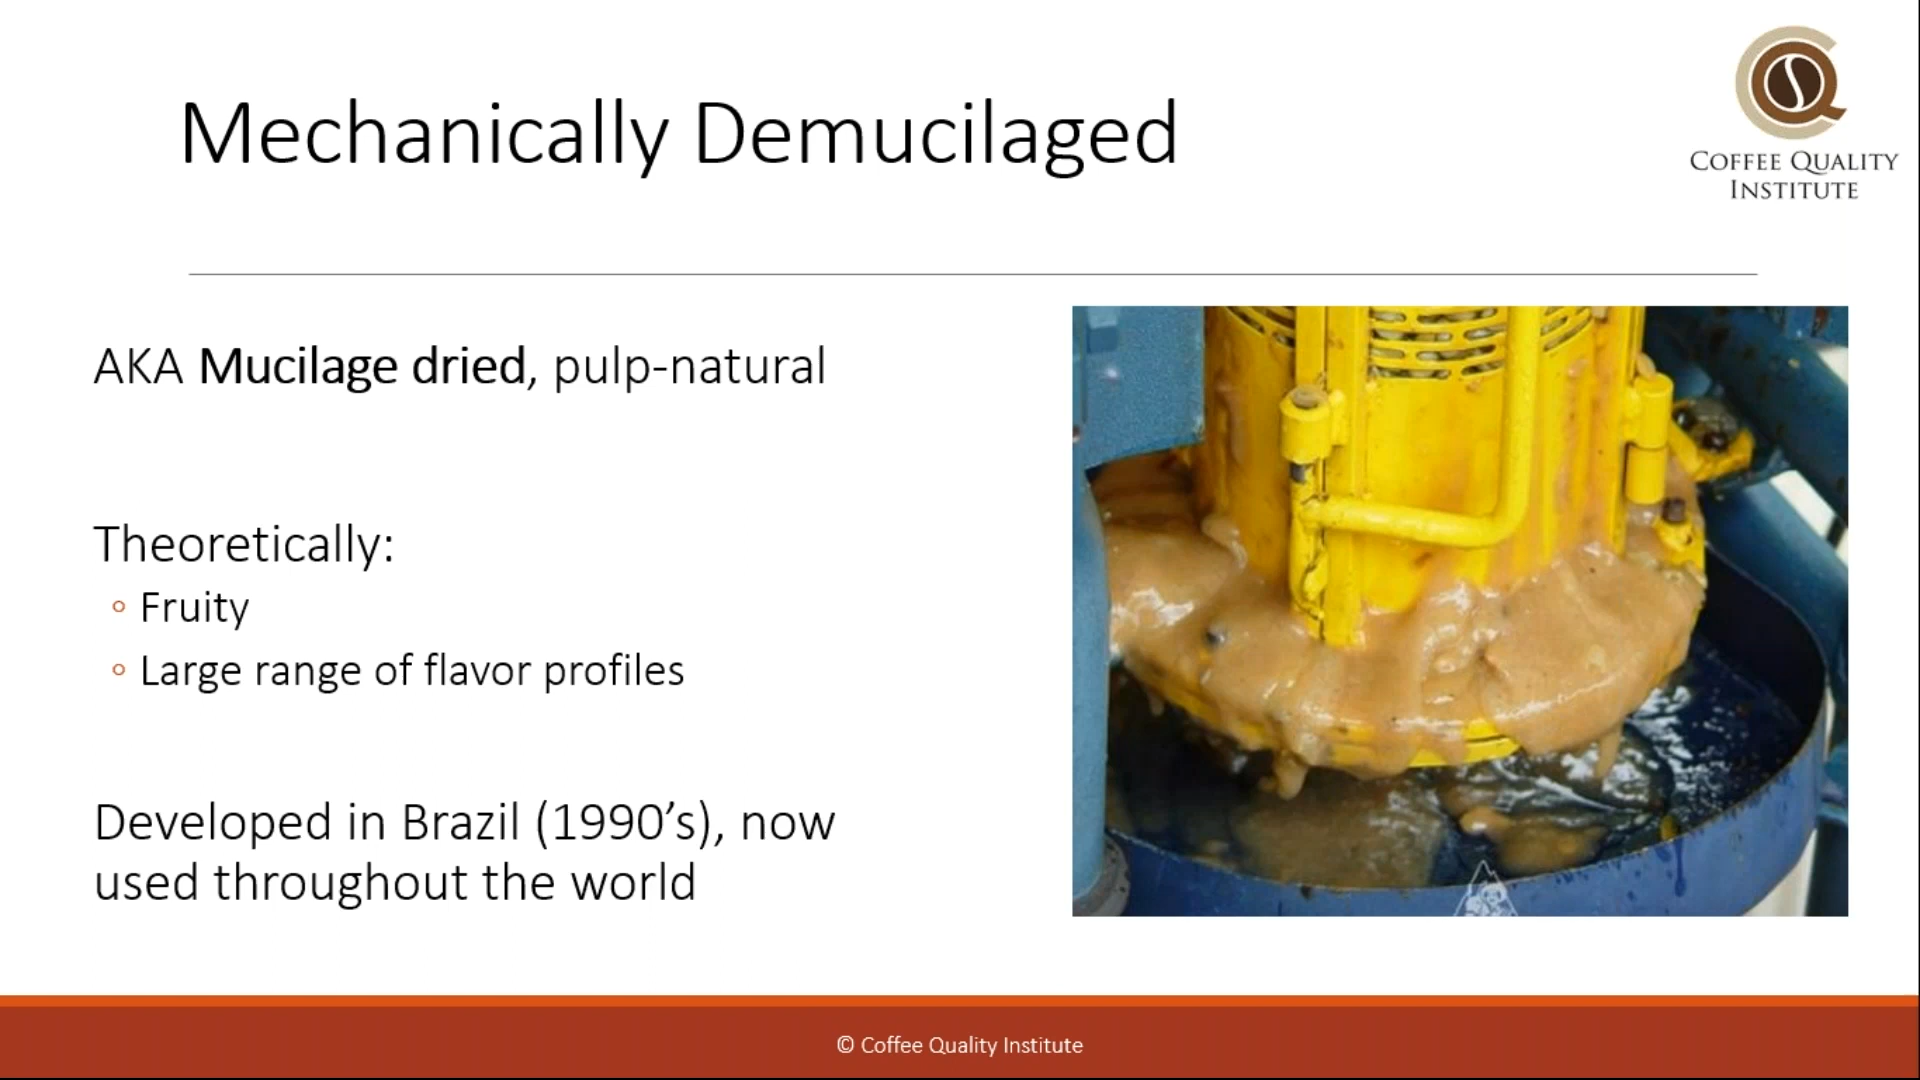 Mechanically Demucilaged
COFFEE QUALITY
INSTITUTE
AKA Mucilage dried, pulp-natural
Theoretically:
Fruity
Large range of flavor profiles
Developed in Brazil (1990’s), now
used throughout the world
© Coffee Quality Institute